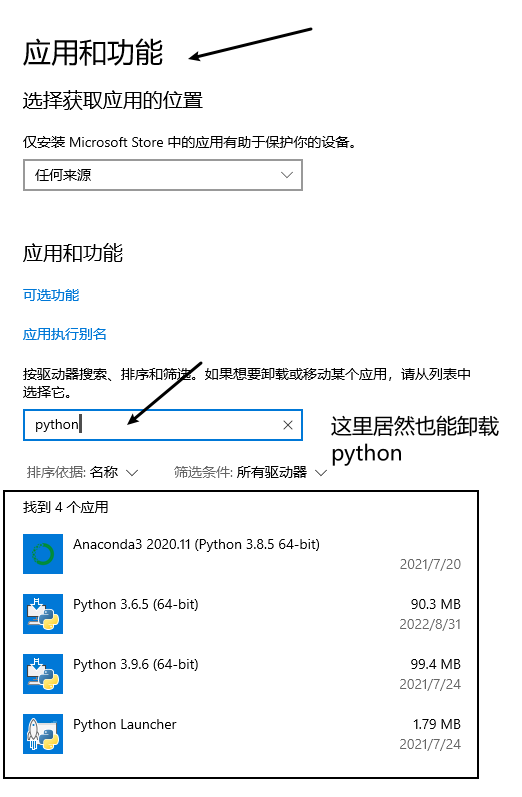 应用和功能
选择获取应用的位置
仅安装 Microsoft Store 中的应用有助于保护你的设备。
任何来源
应用和功能
可选功能
应用执行别名
按驱动器搜索、排序和筛选。如果想要卸载或移动某个应用，请从列表中
选择它。
python
这里居然也能卸载
python
排序依据: 名称
筛选条件: 所有驱动器
找到 4 个应用
Anaconda3 2020.11 (Python 3.8.5 64-bit)
2021/7/20
Python 3.6.5 (64-bit)
90.3 MB
2022/8/31
Python 3.9.6 (64-bit)
99.4 MB
2021/7/24
Python Launcher
1.79 MB
2021/7/24